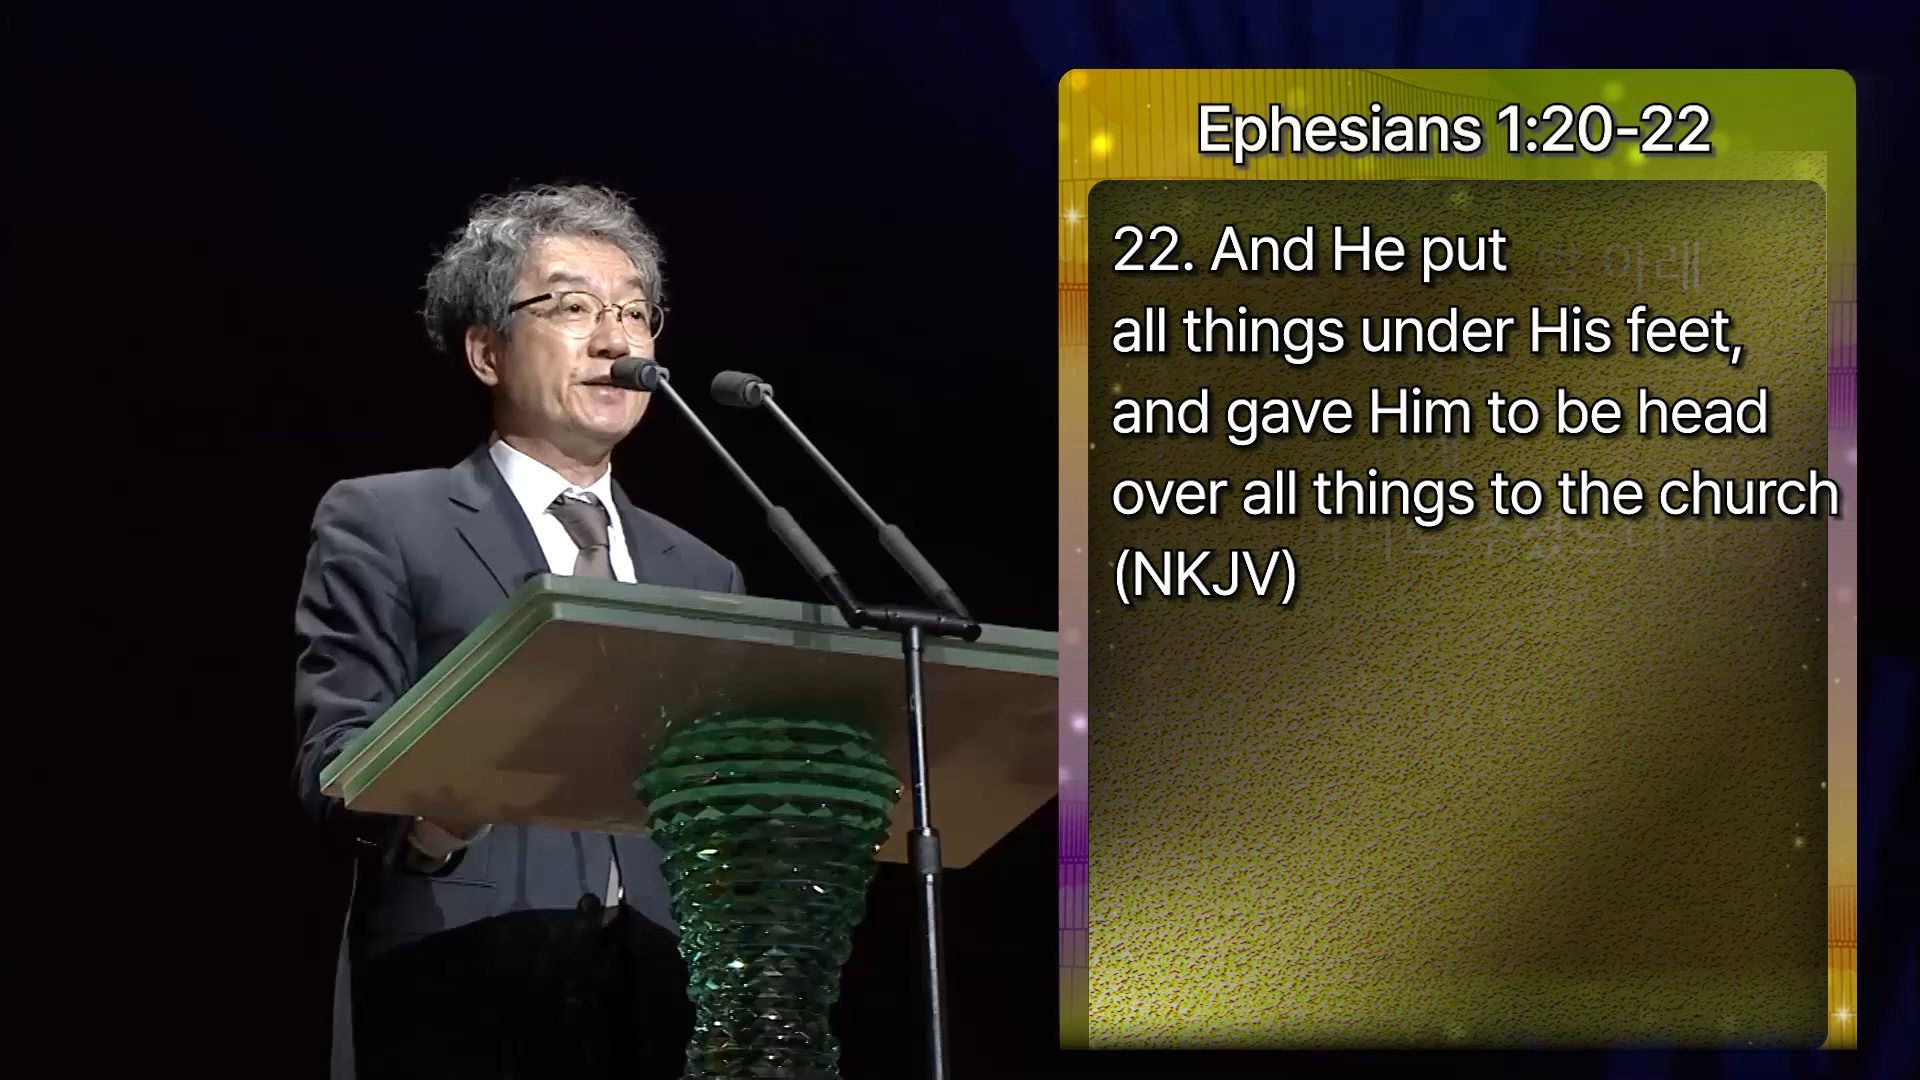 Ephesians 1:20-22
22. And He put
all things under His feet,
and gave Him to be head
over all things to the church
(NKJV)